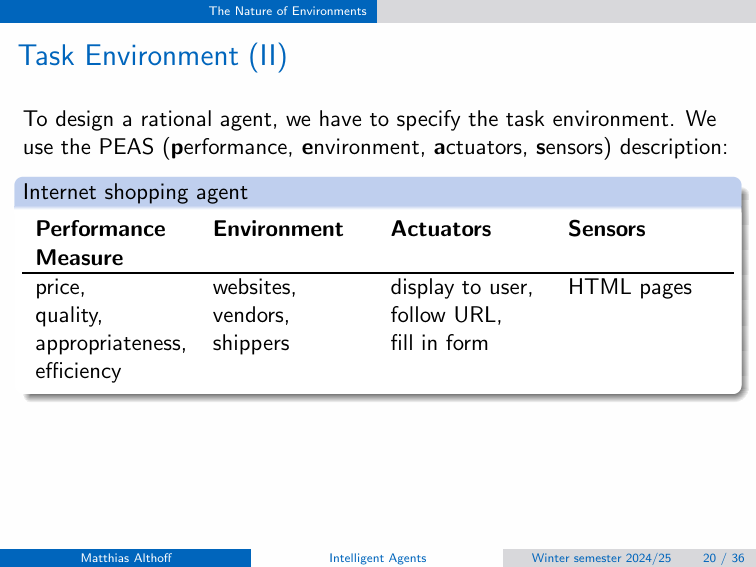 The Nature of Environments
Task Environment (II)
To design a rational agent, we have to specify the task environment. We
use the PEAS (performance, environment, actuators, sensors) description:
Internet shopping agent
Performance Measure Environment Actuators Sensors
price, websites, display to user, HTML pages
quality, vendors, follow URL,
appropriateness, shippers fill in form
efficiency
Matthias Althoff Intelligent Agents Winter semester 2024/25 20 / 36